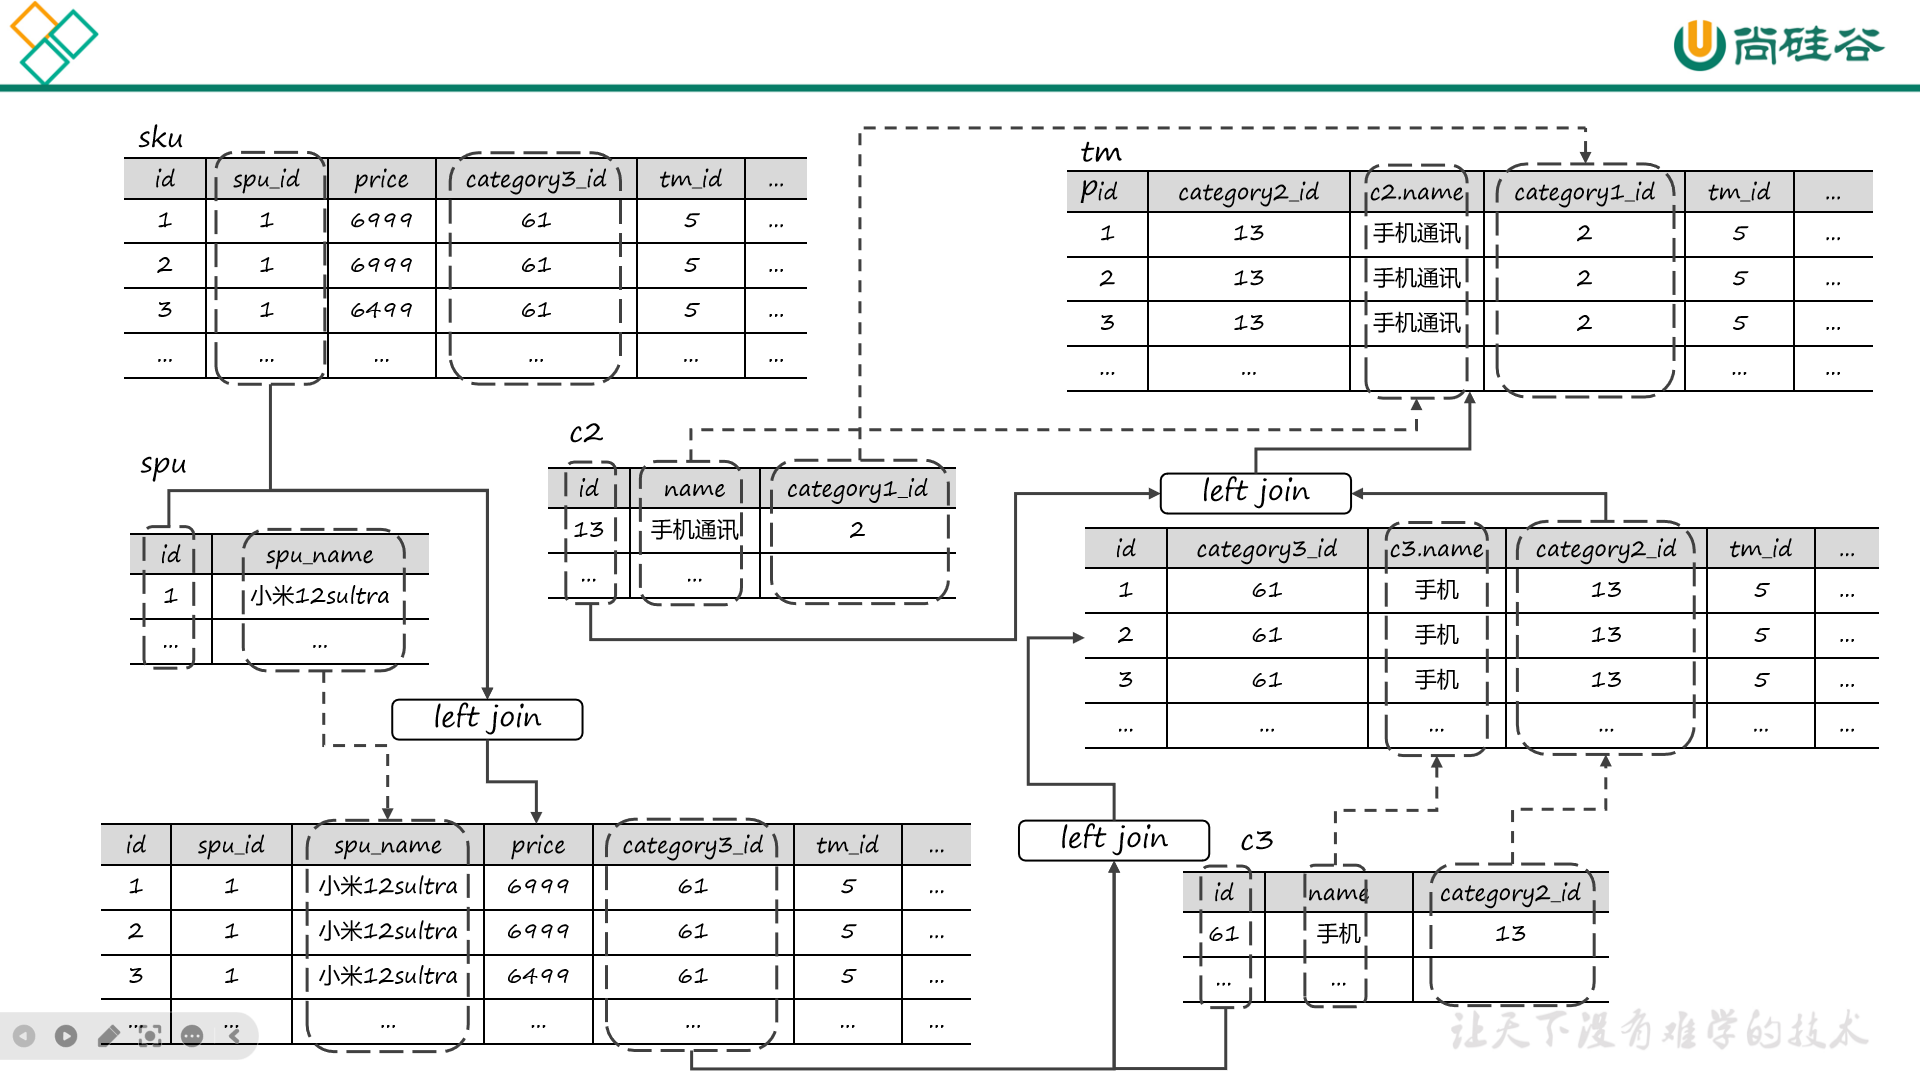 尚硅谷
sku
id spu_id price category3_id tm_id ...
1 1 6999 61 5 ...
2 1 6999 61 5 ...
3 1 6499 61 5 ...
... ... ... ... ... ...
tm
pid category2_id c2.name category1_id tm_id ...
1 13 手机通讯 2 5 ...
2 13 手机通讯 2 5 ...
3 13 手机通讯 2 5 ...
... ... ... ...
c2
id name category1_id
13 手机通讯 2
... ...
spu
id spu_name
1 小米12sultra
... ...
left join
id category3_id c3.name category2_id tm_id ...
1 61 手机 13 5 ...
2 61 手机 13 5 ...
3 61 手机 13 5 ...
... ... ... ... ... ...
left join
id spu_id spu_name price category3_id tm_id ...
1 1 小米12sultra 6999 61 5 ...
2 1 小米12sultra 6999 61 5 ...
3 1 小米12sultra 6499 61 5 ...
... ... ... ... ... ... ...
left join
c3
id name category2_id
61 手机 13
... ...
让天下没有难学的技术